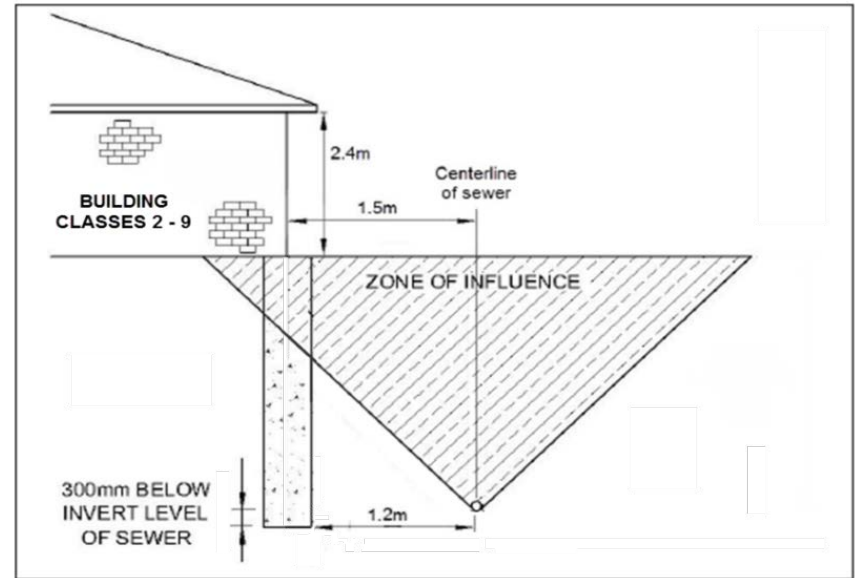 2.4m
Centerline
of sewer
BUILDING
CLASSES 2 - 9
1.5m
ZONE OF INFLUENCE
300mm BELOW
INVERT LEVEL
OF SEWER
1.2m